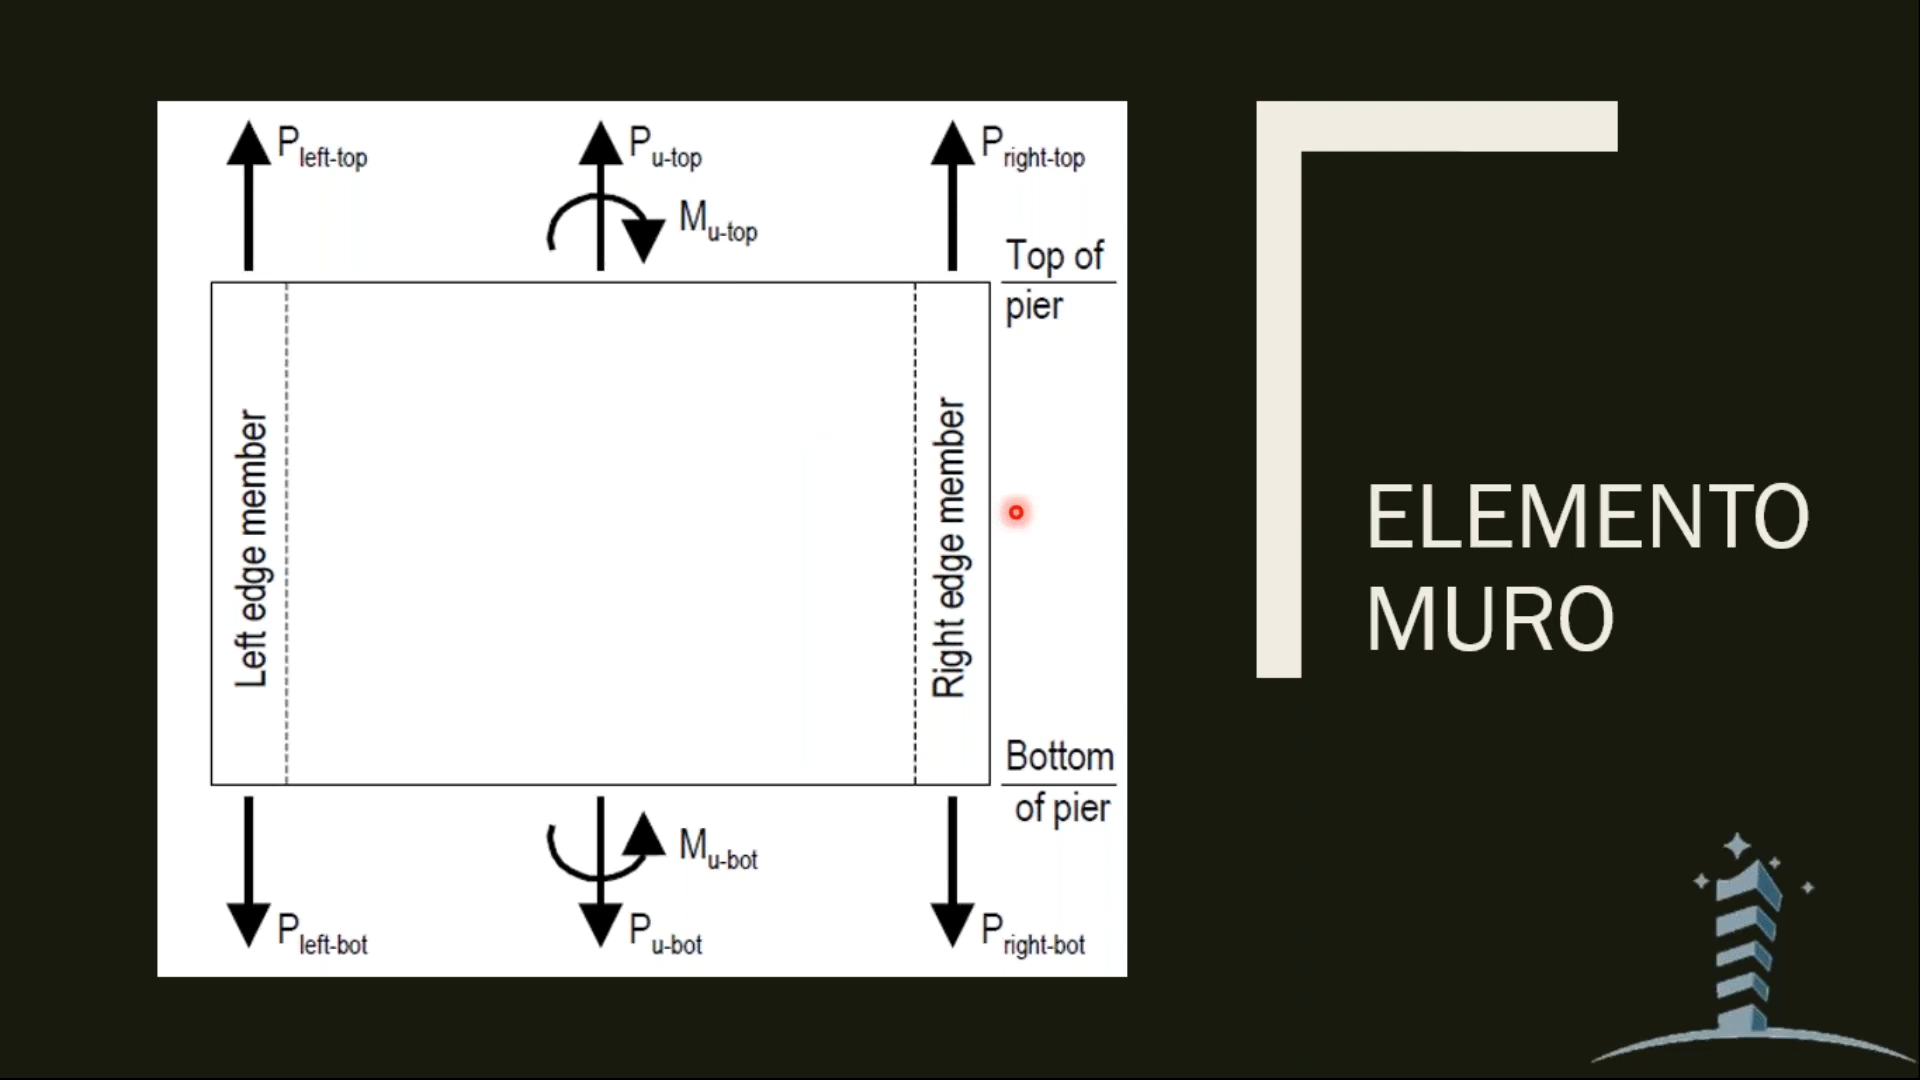 P left-top
P u-top
P right-top
M u-top
Top of
pier
Left edge member
Right edge member
Bottom
of pier
M u-bot
P left-bot
P u-bot
P right-bot
ELEMENTO
MURO